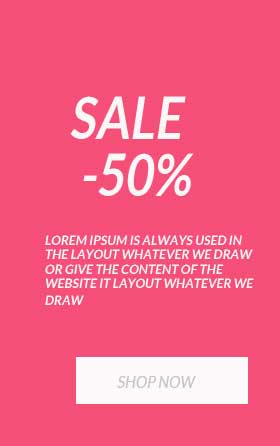 SALE
-50%
LOREM IPSUM IS ALWAYS USED IN
THE LAYOUT WHATEVER WE DRAW
OR GIVE THE CONTENT OF THE
WEBSITE IT LAYOUT WHATEVER WE
DRAW
SHOP NOW